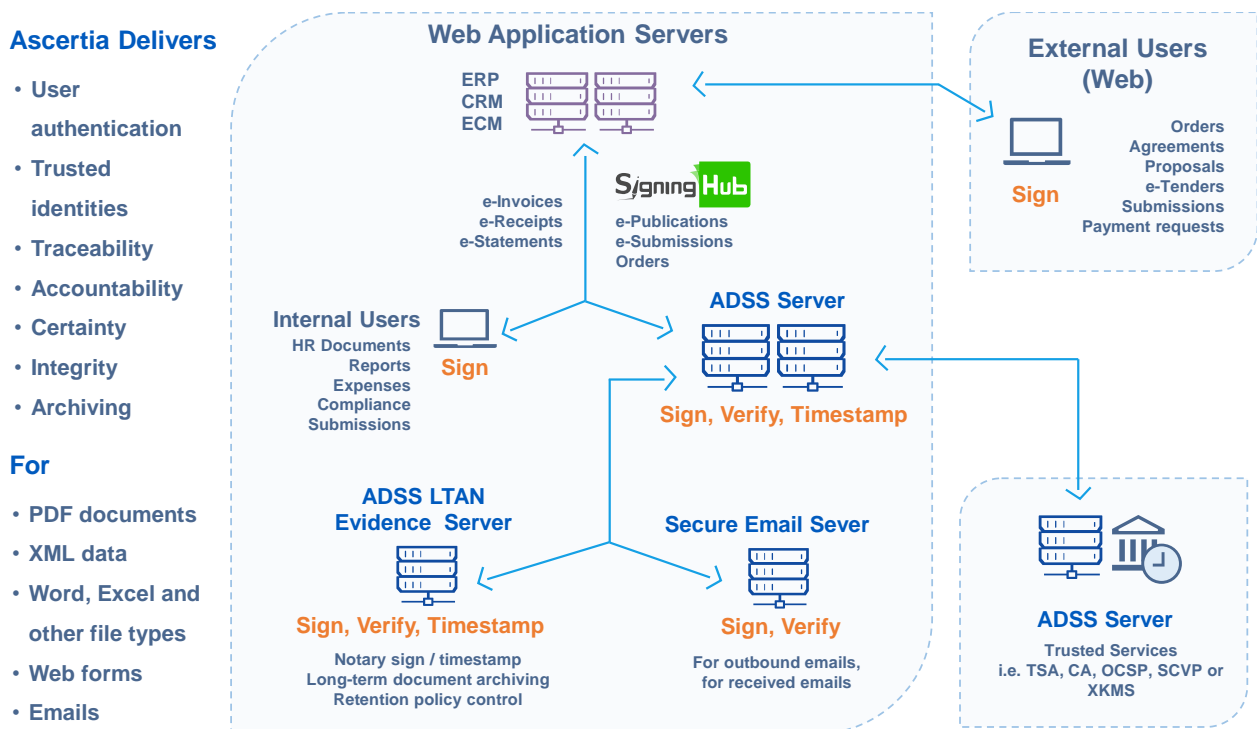 Ascertia Delivers
• User
authentication
• Trusted
identities
• Traceability
• Accountability
• Certainty
• Integrity
• Archiving
For
• PDF documents
• XML data
• Word, Excel and
other file types
• Web forms
• Emails
Web Application Servers
ERP
CRM
ECM
SigningHub
e-Invoices
e-Receipts
e-Statements
e-Publications
e-Submissions
Orders
Internal Users
HR Documents
Reports
Expenses
Compliance
Submissions
Sign
ADSS Server
Sign, Verify, Timestamp
ADSS LTAN
Evidence Server
Sign, Verify, Timestamp
Notary sign / timestamp
Long-term document archiving
Retention policy control
Secure Email Sever
Sign, Verify
For outbound emails,
for received emails
External Users
(Web)
Sign
Orders
Agreements
Proposals
e-Tenders
Submissions
Payment requests
ADSS Server
Trusted Services
i.e. TSA, CA, OCSP, SCVP or
XKMS